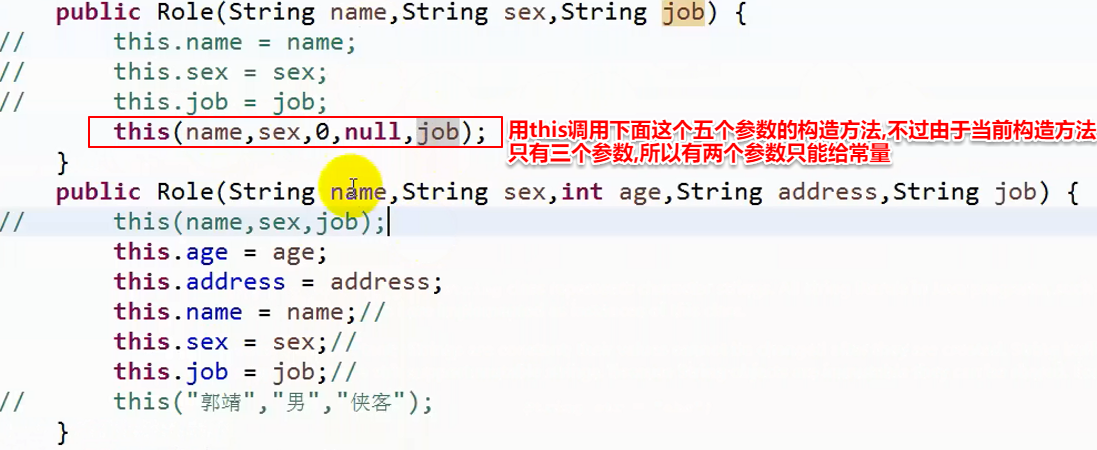 public Role(String name,String sex,String job) {
// this.name = name;
// this.sex = sex;
// this.job = job;
this(name,sex,0,null,job);
用this调用下面这个五个参数的构造方法,不过由于当前构造方法
只有三个参数,所以有两个参数只能给常量
}
public Role(String name,String sex,int age,String address,String job) {
// this(name,sex,job);
this.age = age;
this.address = address;
this.name = name;//
this.sex = sex;//
this.job = job;//
// this("郭靖","男","侠客");
}